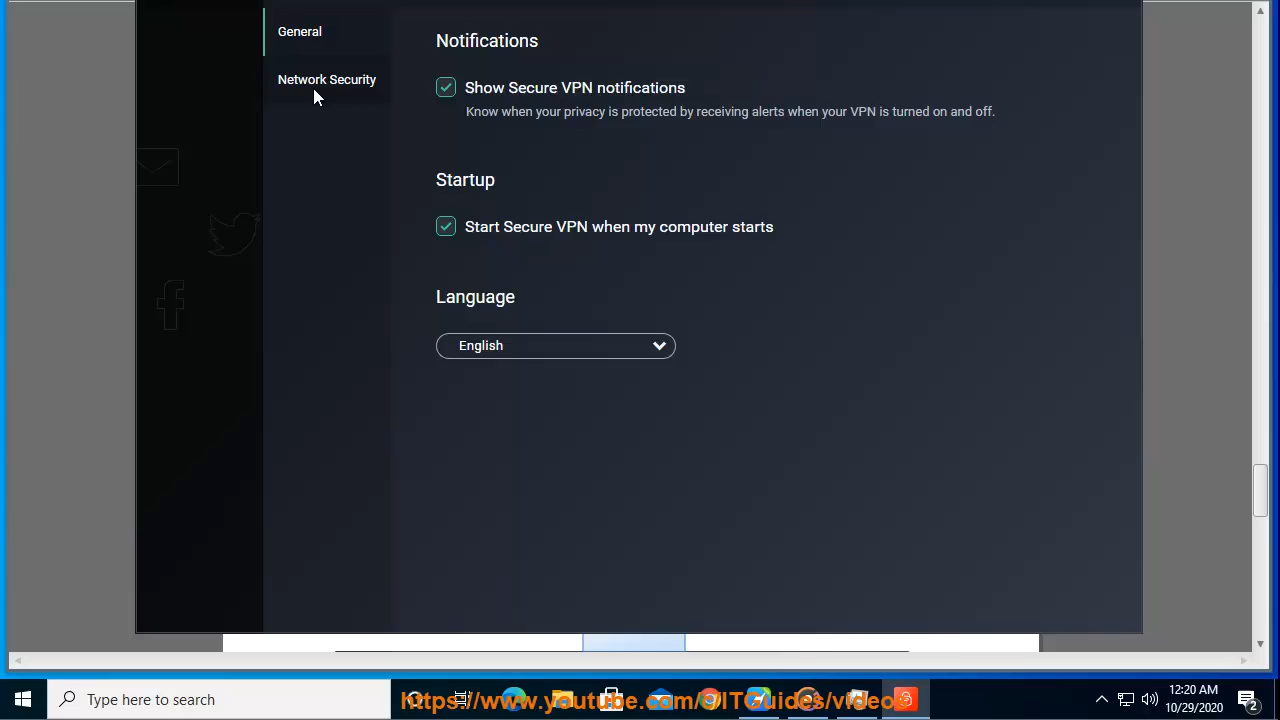 General
Network Security
Notifications
Show Secure VPN notifications
Know when your privacy is protected by receiving alerts when your VPN is turned on and off.
Startup
Start Secure VPN when my computer starts
Language
English
Type here to search
https://www.youtube.com/
ITGuides/video
12:20 AM
10/29/2020
2